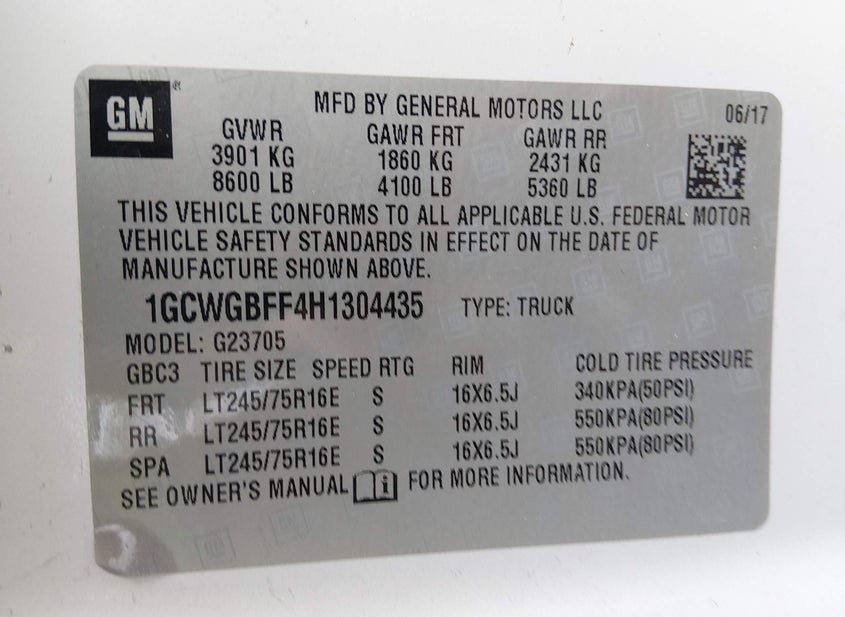 GM ®
MFD BY GENERAL MOTORS LLC 06/17
GVWR GAWR FRT GAWR RR
3901 KG 1860 KG 2431 KG
8600 LB 4100 LB 5360 LB
THIS VEHICLE CONFORMS TO ALL APPLICABLE U.S. FEDERAL MOTOR
VEHICLE SAFETY STANDARDS IN EFFECT ON THE DATE OF
MANUFACTURE SHOWN ABOVE.
1GCWGBFF4H1304435 TYPE: TRUCK
MODEL: G23705
GBC3 TIRE SIZE SPEED RTG RIM COLD TIRE PRESSURE
FRT LT245/75R16E S 16X6.5J 340KPA(50PSI)
RR LT245/75R16E S 16X6.5J 550KPA(80PSI)
SPA LT245/75R16E S 16X6.5J 550KPA(80PSI)
SEE OWNER'S MANUAL i FOR MORE INFORMATION.